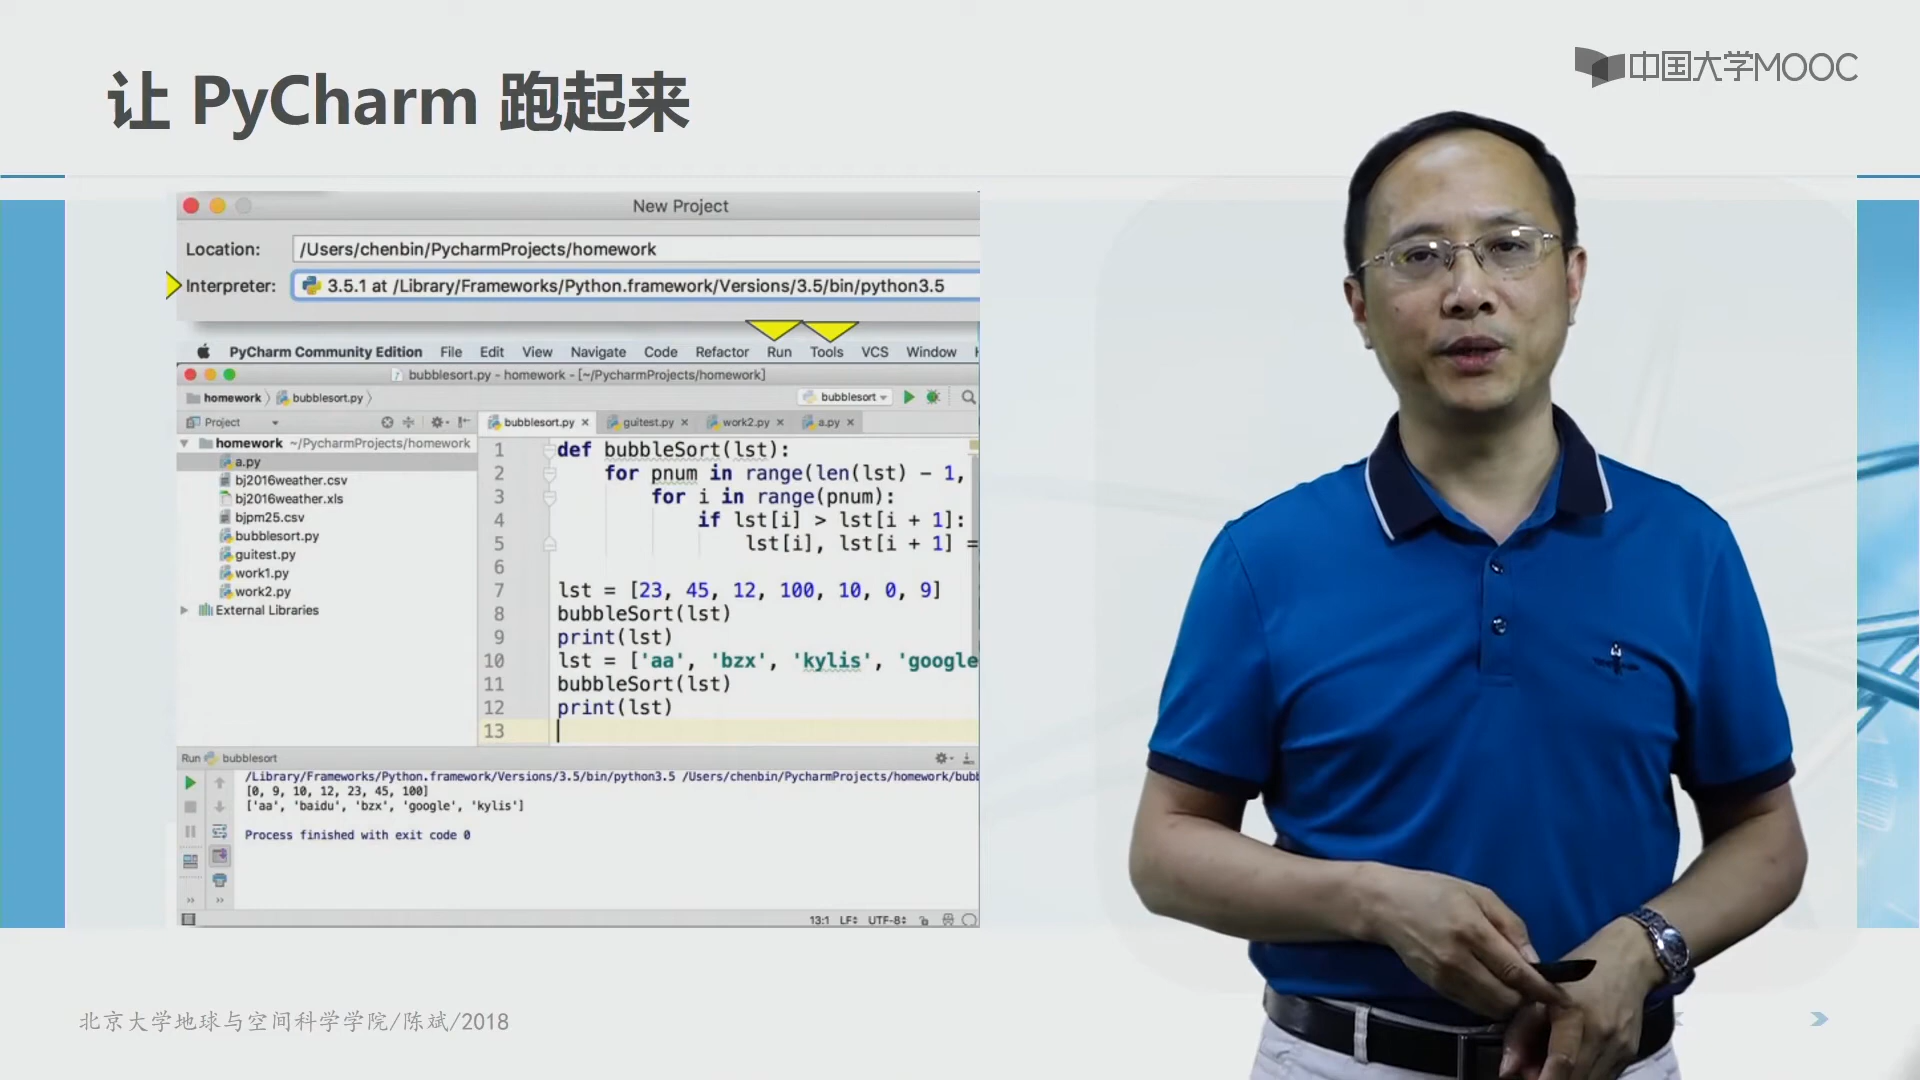 让 PyCharm 跑起来
中国大学MOOC
New Project
Location: /Users/chenbin/PycharmProjects/homework
Interpreter: 3.5.1 at /Library/Frameworks/Python.framework/Versions/3.5/bin/python3.5
PyCharm Community Edition File Edit View Navigate Code Refactor Run Tools VCS Window
bubblesort.py - homework - [~/PycharmProjects/homework]
homework bubblesort.py bubblesort
Project bubblesort.py guitest.py work2.py a.py
homework ~/PycharmProjects/homework
a.py
bj2016weather.csv
bj2016weather.xls
bjpm25.csv
bubblesort.py
guitest.py
work1.py
work2.py
External Libraries
1 def bubbleSort(lst):
2 for pnum in range(len(lst) - 1,
3 for i in range(pnum):
4 if lst[i] > lst[i + 1]:
5 lst[i], lst[i + 1] =
6
7 lst = [23, 45, 12, 100, 10, 0, 9]
8 bubbleSort(lst)
9 print(lst)
10 lst = ['aa', 'bzx', 'kylis', 'google
11 bubbleSort(lst)
12 print(lst)
13
Run bubblesort
/Library/Frameworks/Python.framework/Versions/3.5/bin/python3.5 /Users/chenbin/PycharmProjects/homework/bubb
[0, 9, 10, 12, 23, 45, 100]
['aa', 'baidu', 'bzx', 'google', 'kylis']
Process finished with exit code 0
13:1 LF UTF-8
北京大学地球与空间科学学院/陈斌/2018